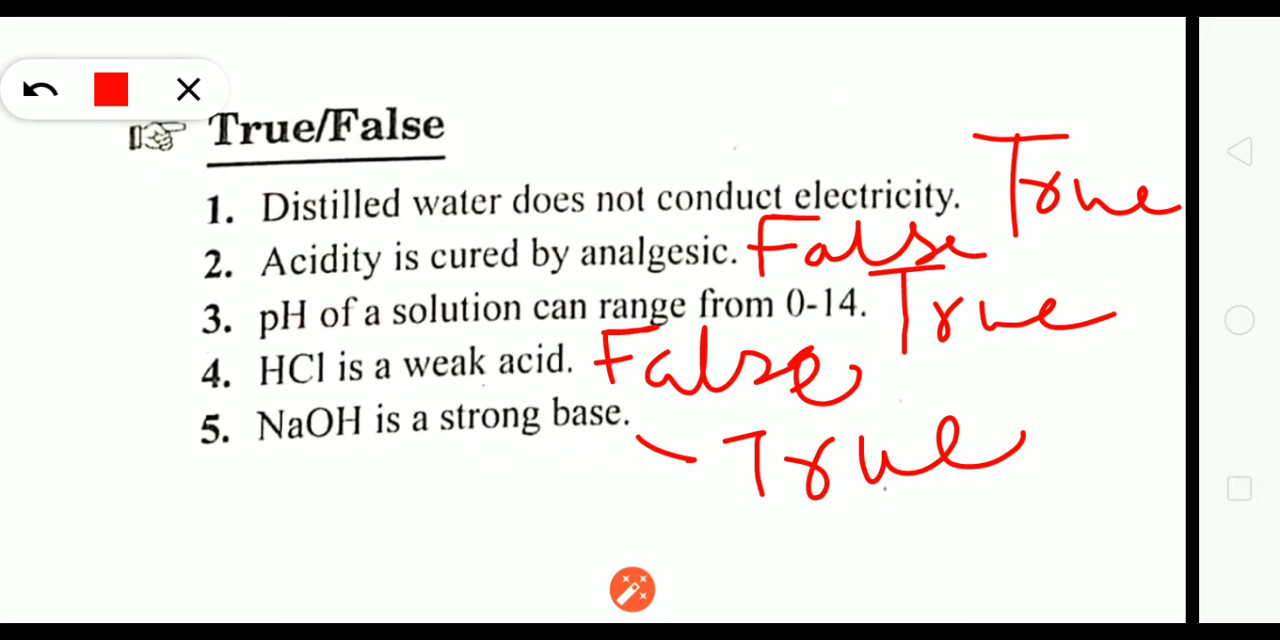 True/False
1. Distilled water does not conduct electricity. True
2. Acidity is cured by analgesic. False
3. pH of a solution can range from 0-14. True
4. HCl is a weak acid. False
5. NaOH is a strong base. True